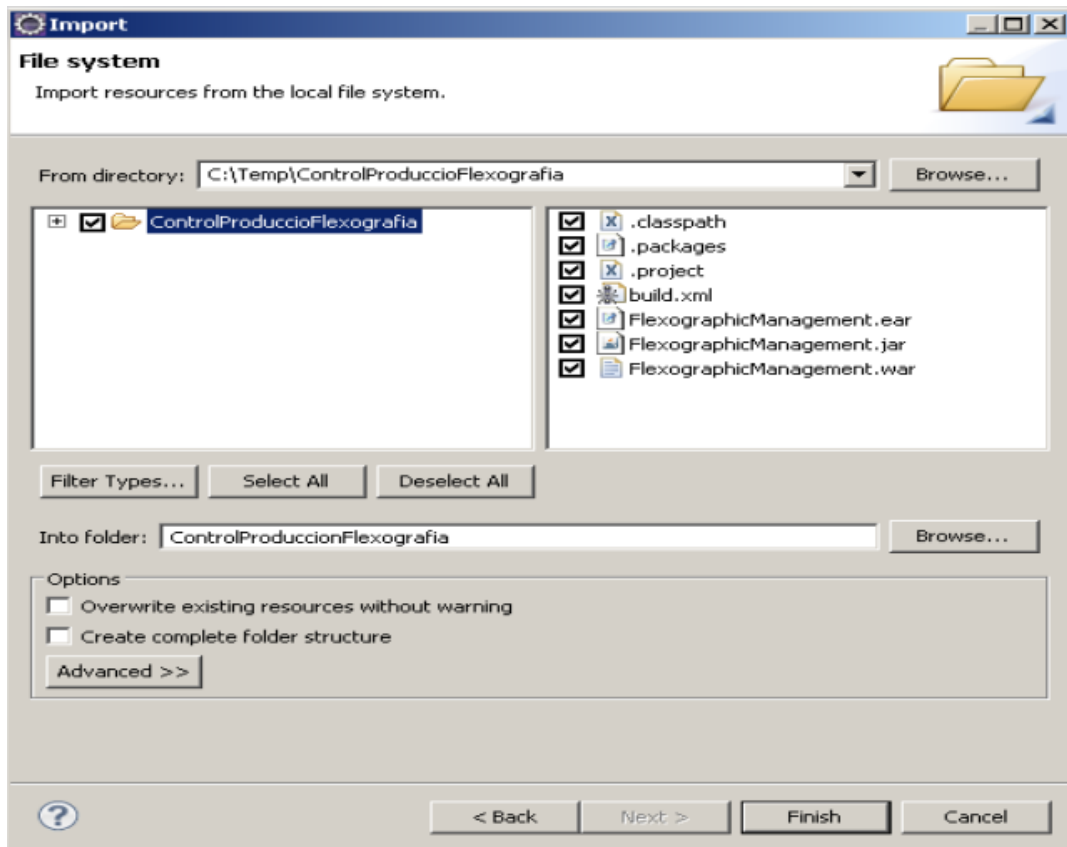 Import
File system
Import resources from the local file system.
From directory: C:\Temp\ControlProduccioFlexografia Browse...
ControlProduccioFlexografia
.classpath
.packages
.project
build.xml
FlexographicManagement.ear
FlexographicManagement.jar
FlexographicManagement.war
Filter Types... Select All Deselect All
Into folder: ControlProduccionFlexografia Browse...
Options
Overwrite existing resources without warning
Create complete folder structure
Advanced >>
? < Back Next > Finish Cancel